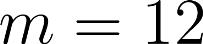 m = 12